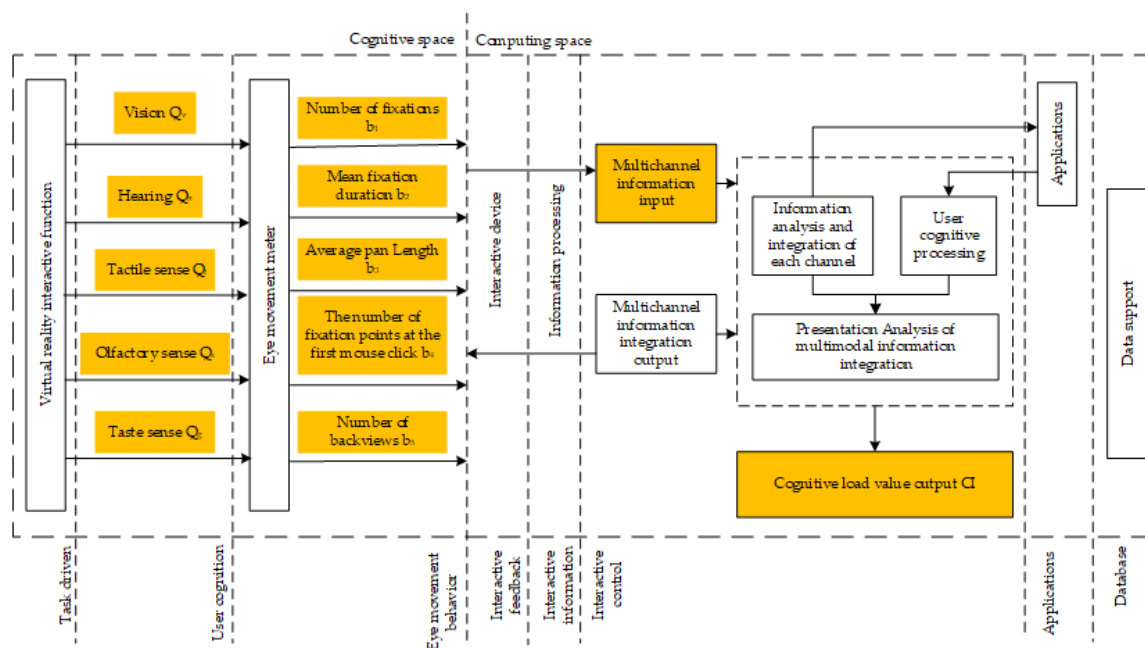 Cognitive space
Computing space
Virtual reality interactive function
Vision Qv
Hearing Qh
Tactile sense Qt
Olfactory sense Qs
Taste sense Qg
Eye movement meter
Number of fixations
b1
Mean fixation
duration b2
Average pan Length
b3
The number of
fixation points at the
first mouse click b4
Number of
backviews b5
Interactive device
Information processing
Multichannel
information
input
Multichannel
information
integration
output
Information
analysis and
integration of
each channel
User
cognitive
processing
Presentation Analysis of
multimodal information
integration
Cognitive load value output CI
Applications
Data support
Task driven
User cognition
Eye movement
behavior
Interactive
feedback
Interactive
information
Interactive
control
Applications
Database